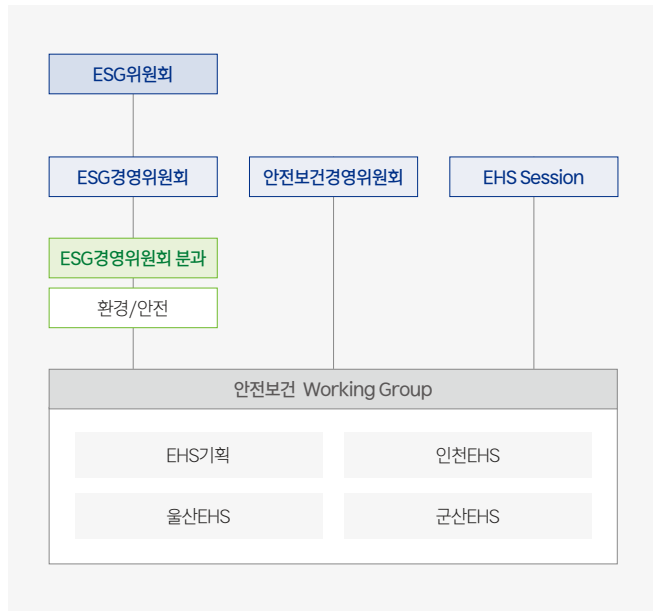 ESG위원회
ESG경영위원회
안전보건경영위원회
EHS Session
ESG경영위원회 분과
환경/안전
안전보건 Working Group
EHS기획
인천EHS
울산EHS
군산EHS